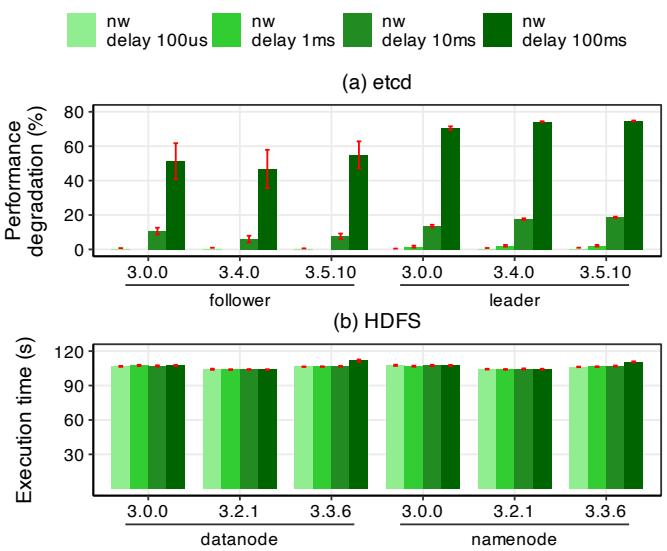 nw nw nw nw
delay 100us delay 1ms delay 10ms delay 100ms
(a) etcd
Performance
degradation (%)
80
60
40
20
0
3.0.0 3.4.0 3.5.10 3.0.0 3.4.0 3.5.10
follower leader
(b) HDFS
Execution time (s)
120
90
60
30
3.0.0 3.2.1 3.3.6 3.0.0 3.2.1 3.3.6
datanode namenode